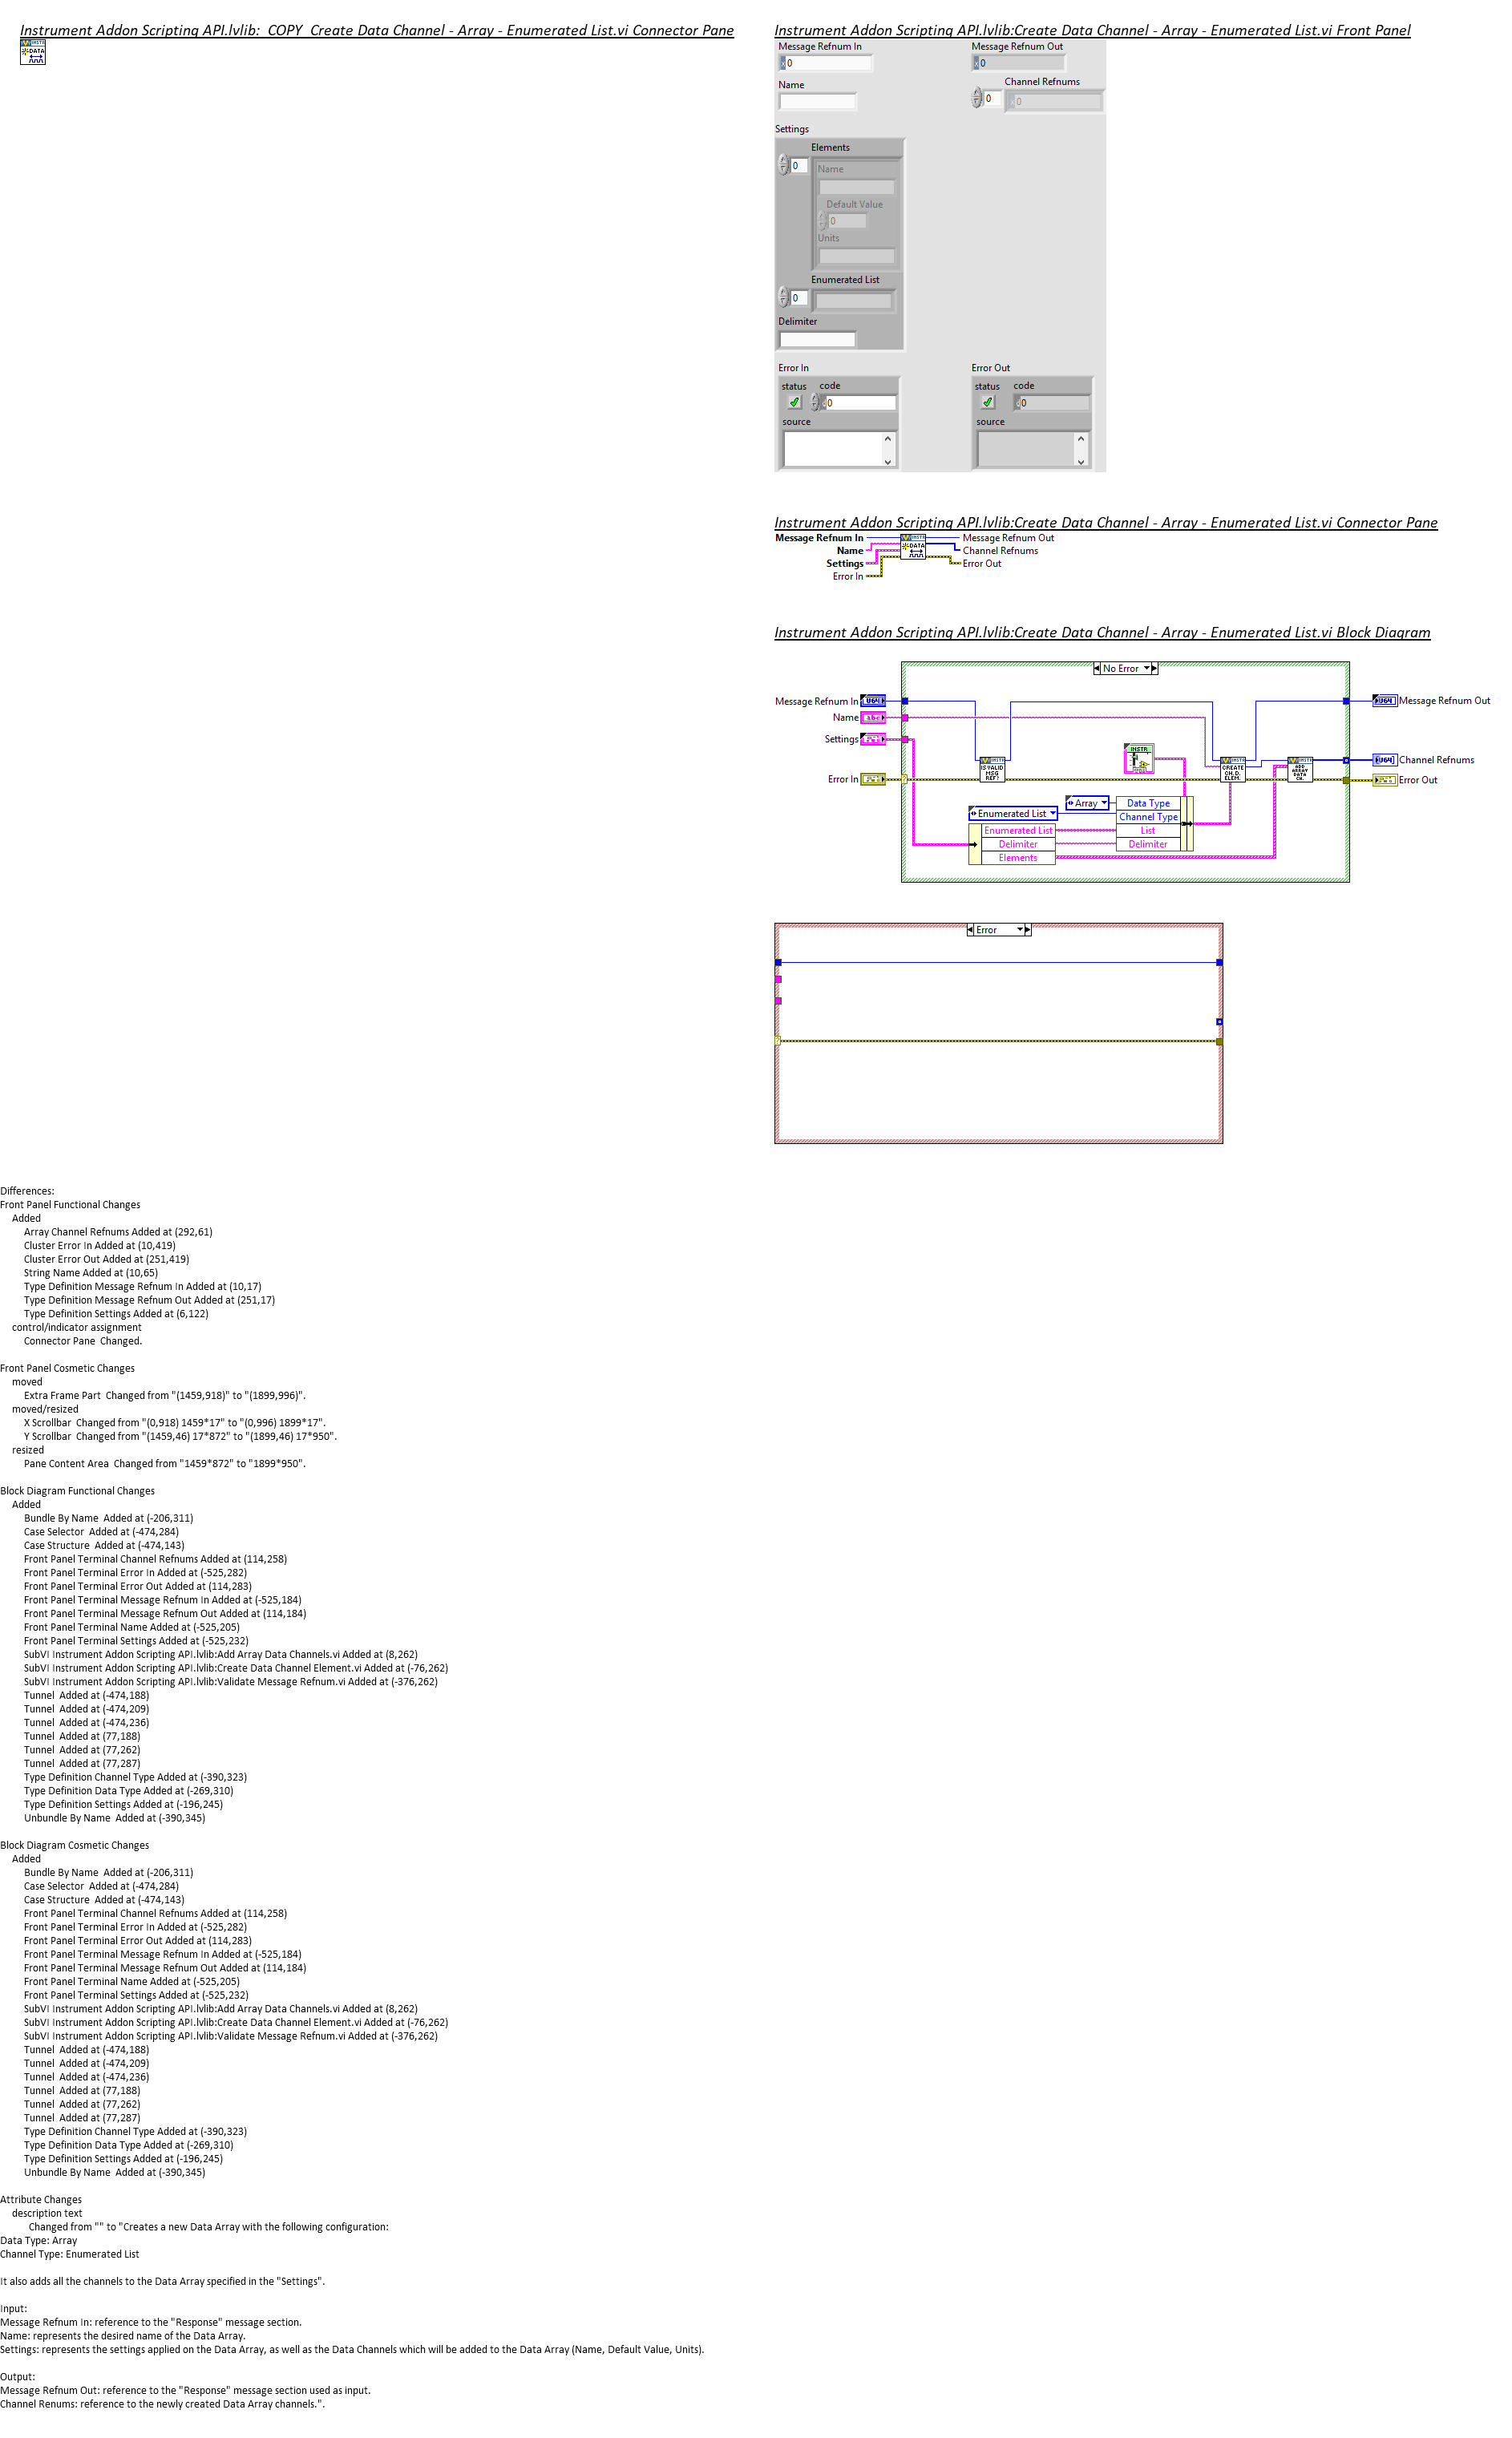 Instrument Addon Scripting API.lvlib:_COPY_Create Data Channel - Array - Enumerated List.vi Connector Pane
INSTR
DATA
Instrument Addon Scripting API.lvlib:Create Data Channel - Array - Enumerated List.vi Front Panel
Message Refnum In
Message Refnum Out
0
0
Channel Refnums
Name
0
0
Settings
Elements
0
Name
Default Value
0
Units
Enumerated List
0
Delimiter
Error In
Error Out
status code
status code
0
0
source
source
Instrument Addon Scripting API.lvlib:Create Data Channel - Array - Enumerated List.vi Connector Pane
Message Refnum In
INSTR
Message Refnum Out
Name
DATA
Channel Refnums
Settings
Error Out
Error In
Instrument Addon Scripting API.lvlib:Create Data Channel - Array - Enumerated List.vi Block Diagram
No Error
Message Refnum In
U64
U64
Message Refnum Out
Name
abc
Settings
INSTR
INSTR
IS VALID MSG REF?
INSTR
CREATE CH.D. ELEM.
INSTR
ADD ARRAY DATA CH.
U64
Channel Refnums
Error In
Error Out
Array
Data Type
Enumerated List
Channel Type
Enumerated List
List
Delimiter
Delimiter
Elements
Error
Differences:
Front Panel Functional Changes
Added
Array Channel Refnums Added at (292,61)
Cluster Error In Added at (10,419)
Cluster Error Out Added at (251,419)
String Name Added at (10,65)
Type Definition Message Refnum In Added at (10,17)
Type Definition Message Refnum Out Added at (251,17)
Type Definition Settings Added at (6,122)
control/indicator assignment
Connector Pane  Changed.
Front Panel Cosmetic Changes
moved
Extra Frame Part  Changed from "(1459,918)" to "(1899,996)".
moved/resized
X Scrollbar  Changed from "(0,918) 1459*17" to "(0,996) 1899*17".
Y Scrollbar  Changed from "(1459,46) 17*872" to "(1899,46) 17*950".
resized
Pane Content Area  Changed from "1459*872" to "1899*950".
Block Diagram Functional Changes
Added
Bundle By Name  Added at (-206,311)
Case Selector  Added at (-474,284)
Case Structure  Added at (-474,143)
Front Panel Terminal Channel Refnums Added at (114,258)
Front Panel Terminal Error In Added at (-525,282)
Front Panel Terminal Error Out Added at (114,283)
Front Panel Terminal Message Refnum In Added at (-525,184)
Front Panel Terminal Message Refnum Out Added at (114,184)
Front Panel Terminal Name Added at (-525,205)
Front Panel Terminal Settings Added at (-525,232)
SubVI Instrument Addon Scripting API.lvlib:Add Array Data Channels.vi Added at (8,262)
SubVI Instrument Addon Scripting API.lvlib:Create Data Channel Element.vi Added at (-76,262)
SubVI Instrument Addon Scripting API.lvlib:Validate Message Refnum.vi Added at (-376,262)
Tunnel  Added at (-474,188)
Tunnel  Added at (-474,209)
Tunnel  Added at (-474,236)
Tunnel  Added at (77,188)
Tunnel  Added at (77,262)
Tunnel  Added at (77,287)
Type Definition Channel Type Added at (-390,323)
Type Definition Data Type Added at (-269,310)
Type Definition Settings Added at (-196,245)
Unbundle By Name  Added at (-390,345)
Block Diagram Cosmetic Changes
Added
Bundle By Name  Added at (-206,311)
Case Selector  Added at (-474,284)
Case Structure  Added at (-474,143)
Front Panel Terminal Channel Refnums Added at (114,258)
Front Panel Terminal Error In Added at (-525,282)
Front Panel Terminal Error Out Added at (114,283)
Front Panel Terminal Message Refnum In Added at (-525,184)
Front Panel Terminal Message Refnum Out Added at (114,184)
Front Panel Terminal Name Added at (-525,205)
Front Panel Terminal Settings Added at (-525,232)
SubVI Instrument Addon Scripting API.lvlib:Add Array Data Channels.vi Added at (8,262)
SubVI Instrument Addon Scripting API.lvlib:Create Data Channel Element.vi Added at (-76,262)
SubVI Instrument Addon Scripting API.lvlib:Validate Message Refnum.vi Added at (-376,262)
Tunnel  Added at (-474,188)
Tunnel  Added at (-474,209)
Tunnel  Added at (-474,236)
Tunnel  Added at (77,188)
Tunnel  Added at (77,262)
Tunnel  Added at (77,287)
Type Definition Channel Type Added at (-390,323)
Type Definition Data Type Added at (-269,310)
Type Definition Settings Added at (-196,245)
Unbundle By Name  Added at (-390,345)
Attribute Changes
description text
Changed from "" to "Creates a new Data Array with the following configuration:
Data Type: Array
Channel Type: Enumerated List
It also adds all the channels to the Data Array specified in the "Settings".
Input:
Message Refnum In: reference to the "Response" message section.
Name: represents the desired name of the Data Array.
Settings: represents the settings applied on the Data Array, as well as the Data Channels which will be added to the Data Array (Name, Default Value, Units).
Output:
Message Refnum Out: reference to the "Response" message section used as input.
Channel Renums: reference to the newly created Data Array channels.".